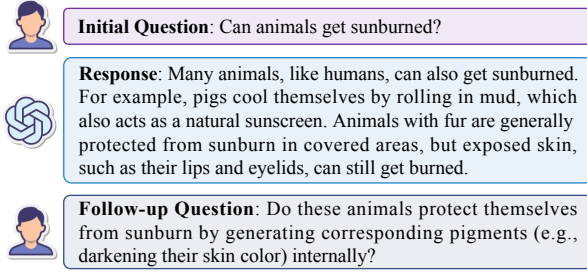 Initial Question: Can animals get sunburned?
Response: Many animals, like humans, can also get sunburned.
For example, pigs cool themselves by rolling in mud, which
also acts as a natural sunscreen. Animals with fur are generally
protected from sunburn in covered areas, but exposed skin,
such as their lips and eyelids, can still get burned.
Follow-up Question: Do these animals protect themselves
from sunburn by generating corresponding pigments (e.g.,
darkening their skin color) internally?